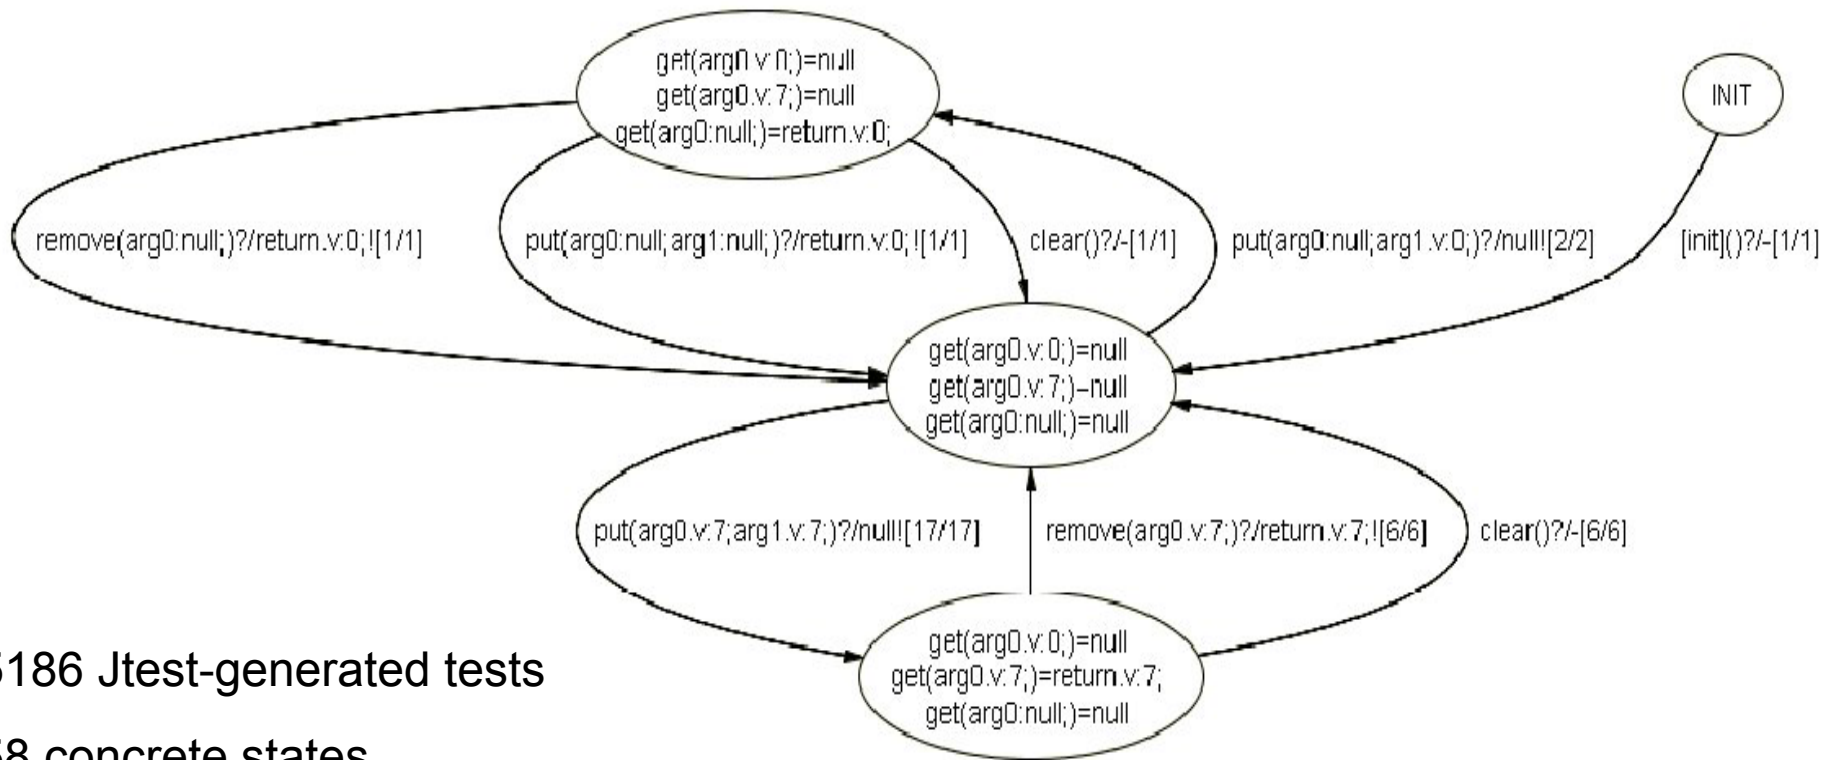 get(arg0.v:0;)=null
get(arg0.v:7;)=null
get(arg0:null;)=return.v:0;
INIT
remove(arg0:null;)?/return.v:0;![1/1]
put(arg0:null;arg1:null;)?/return.v:0;![1/1]
clear()?/-[1/1]
put(arg0:null;arg1.v:0;)?/null![2/2]
[init]()?/-[1/1]
get(arg0.v:0;)=null
get(arg0.v:7;)=null
get(arg0:null;)=null
put(arg0.v:7;arg1.v:7;)?/null![17/17]
remove(arg0.v:7;)?/return.v:7;![6/6]
clear()?/-[6/6]
get(arg0.v:0;)=null
get(arg0.v:7;)=return.v:7;
get(arg0:null;)=null
5186 Jtest-generated tests
58 concrete states